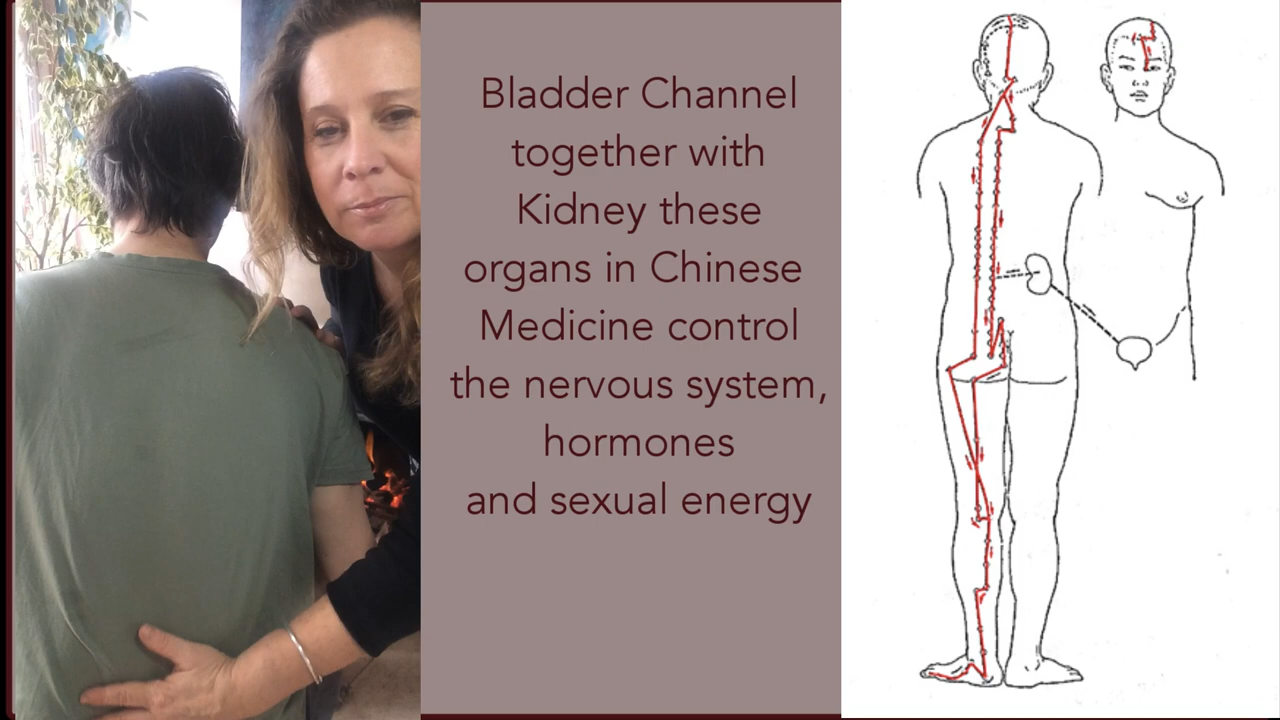 Bladder Channel
together with
Kidney these
organs in Chinese
Medicine control
the nervous system,
hormones
and sexual energy